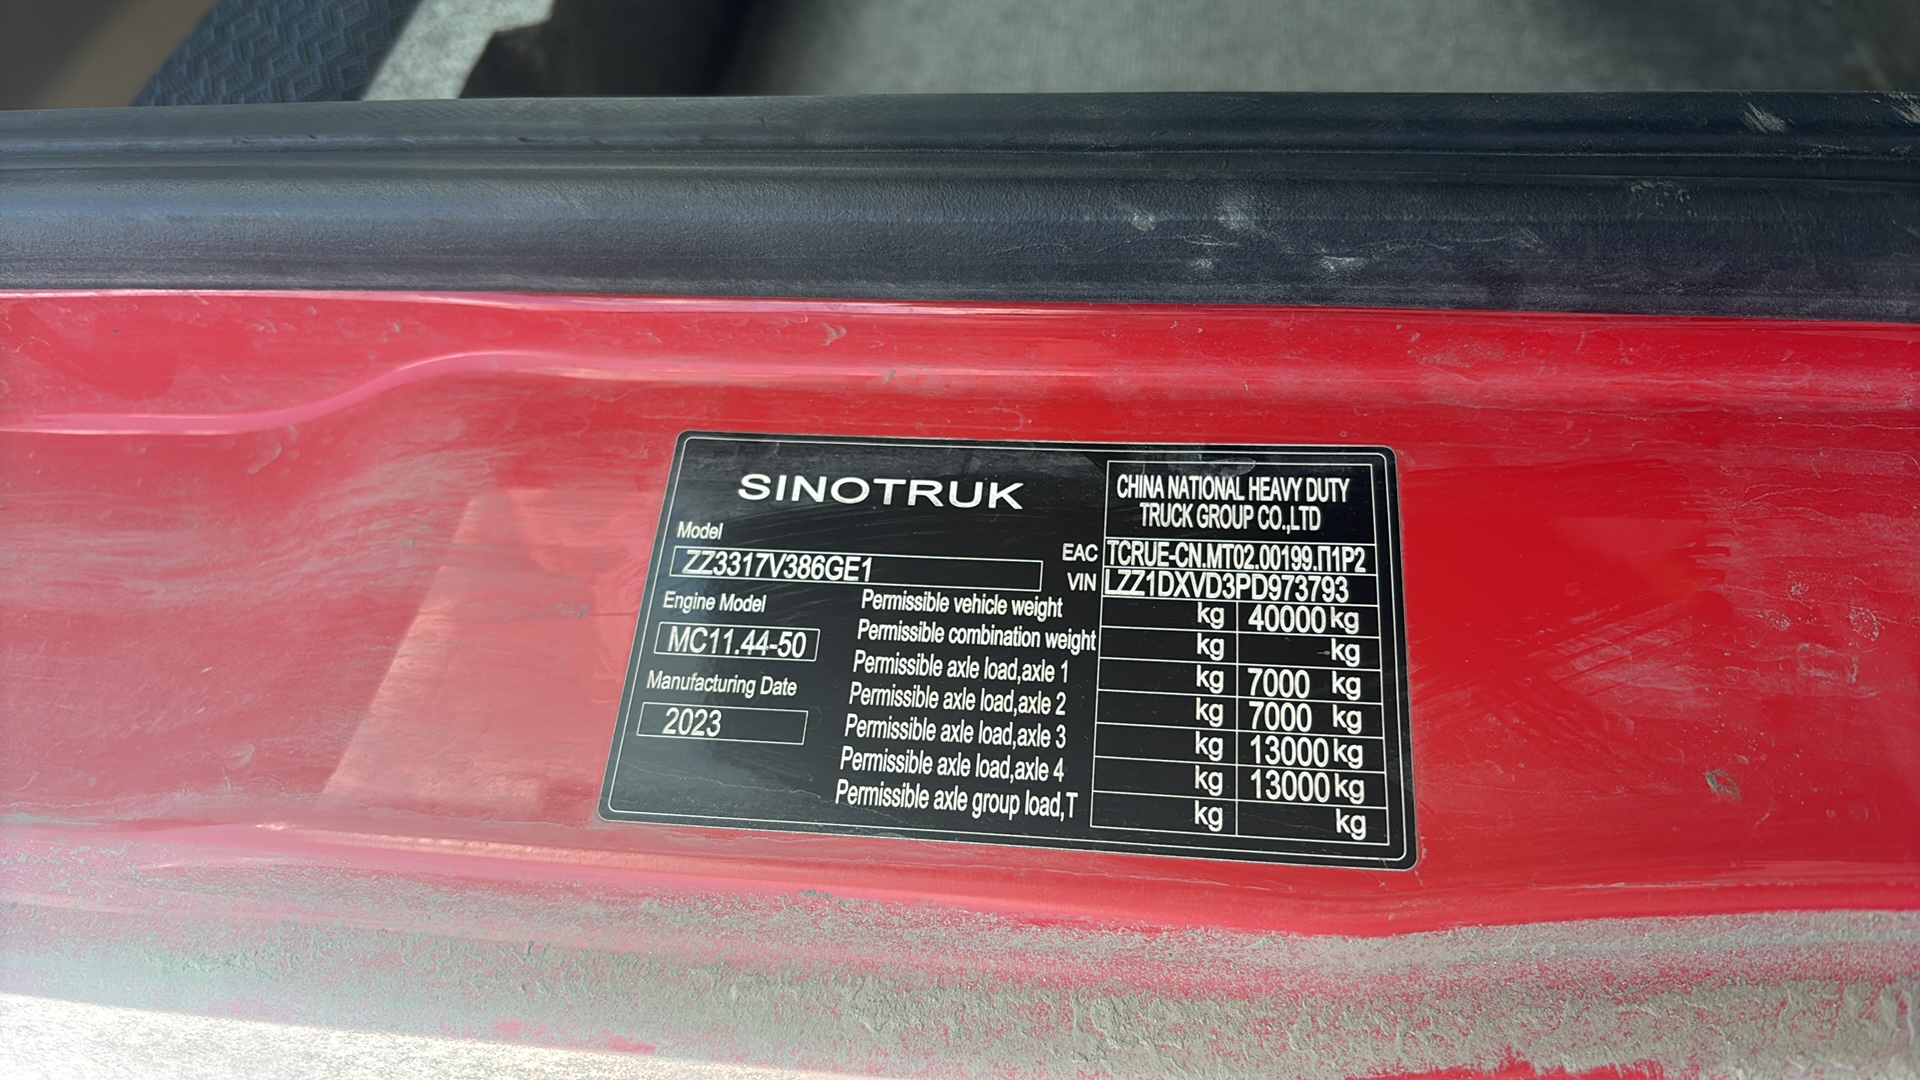 SINOTRUK
CHINA NATIONAL HEAVY DUTY
TRUCK GROUP CO.,LTD
Model
ZZ3317V386GE1
EAC TCRUE-CN.MT02.00199.П1P2
VIN LZZ1DXVD3PD973793
Engine Model
MC11.44-50
Manufacturing Date
2023
Permissible vehicle weight kg 40000 kg
Permissible combination weight kg kg
Permissible axle load,axle 1 kg 7000 kg
Permissible axle load,axle 2 kg 7000 kg
Permissible axle load,axle 3 kg 13000 kg
Permissible axle load,axle 4 kg 13000 kg
Permissible axle group load,T kg kg